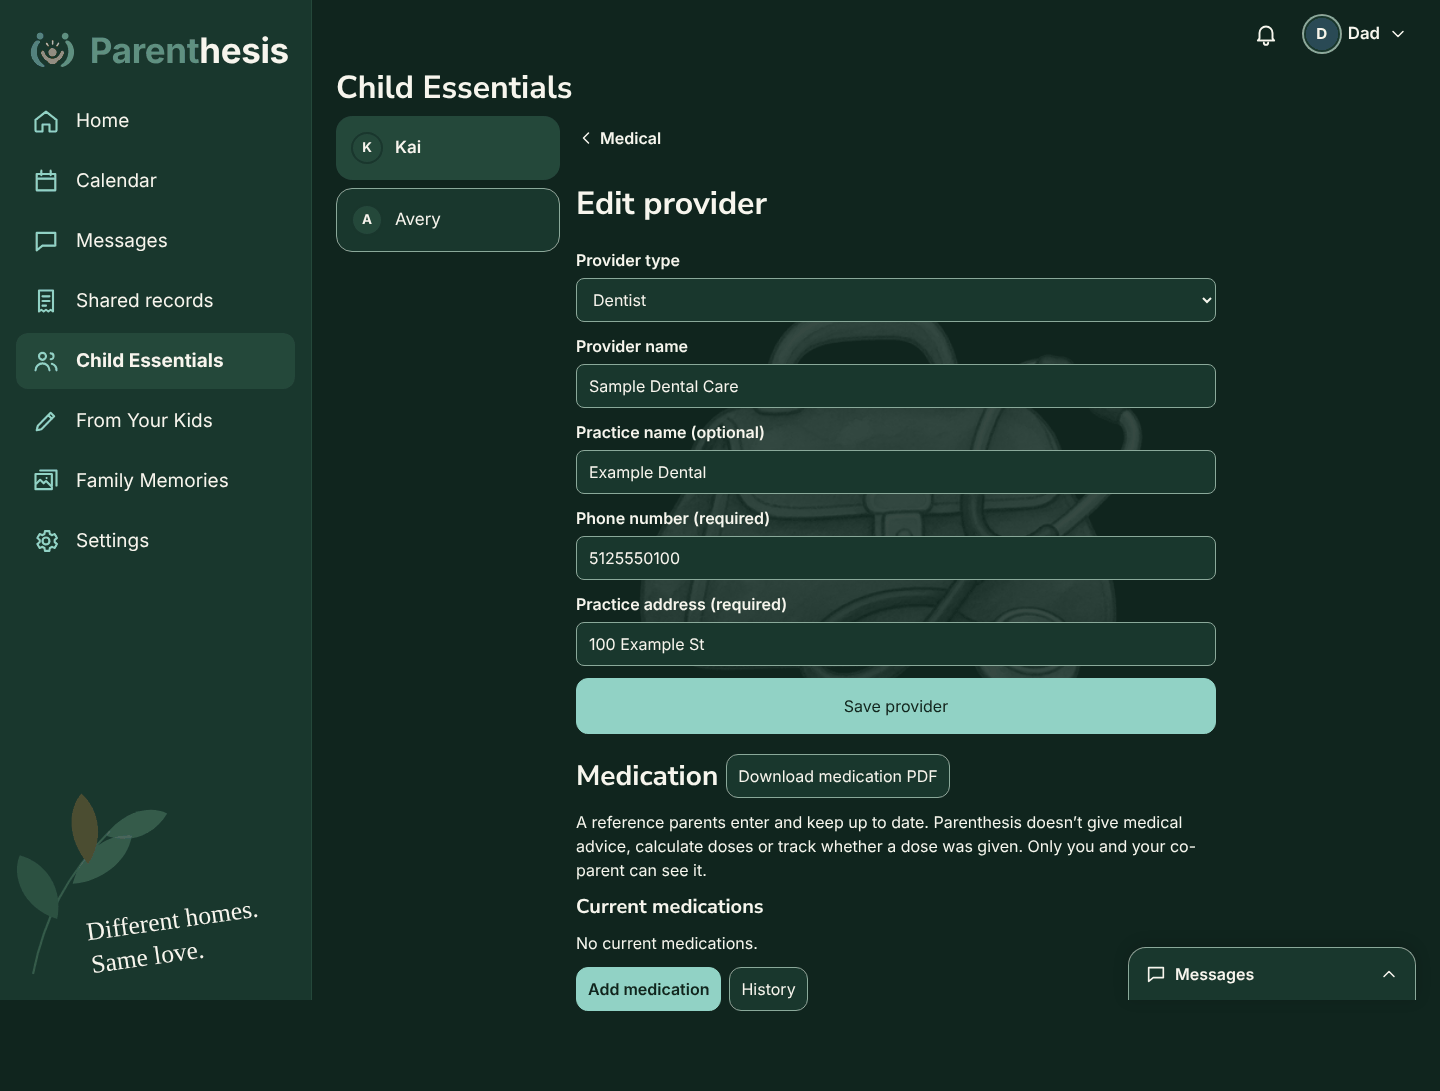 Parenthesis
Home
Calendar
Messages
Shared records
Child Essentials
From Your Kids
Family Memories
Settings
Different homes.
Same love.
D
Dad
Child Essentials
K
Kai
A
Avery
Medical
Edit provider
Provider type
Dentist
Provider name
Sample Dental Care
Practice name (optional)
Example Dental
Phone number (required)
5125550100
Practice address (required)
100 Example St
Save provider
Medication
Download medication PDF
A reference parents enter and keep up to date. Parenthesis doesn’t give medical
advice, calculate doses or track whether a dose was given. Only you and your co-
parent can see it.
Current medications
No current medications.
Add medication
History
Messages